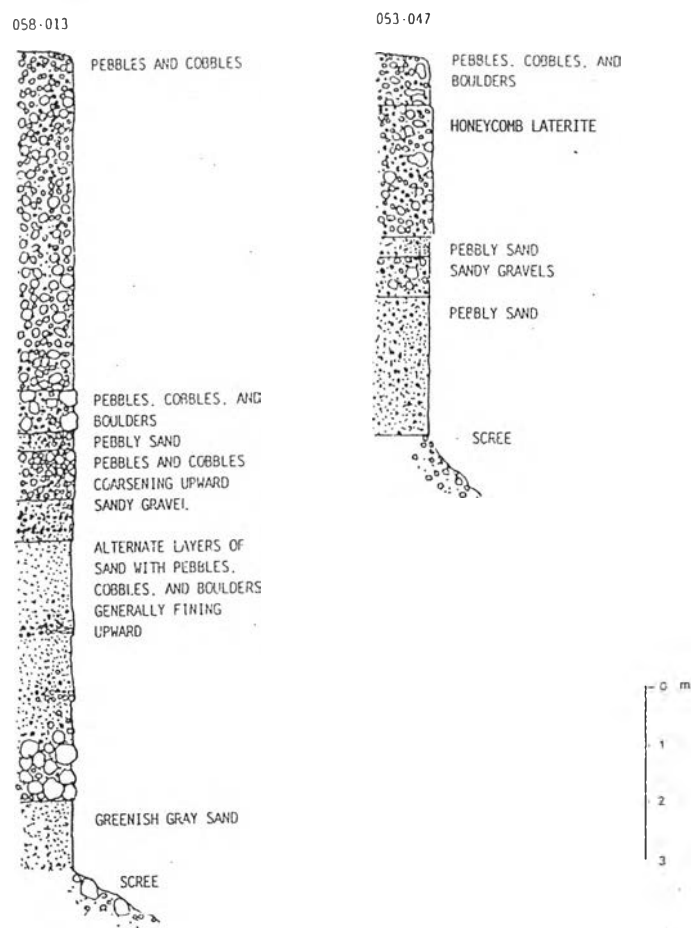 058-013
PEBBLES AND COBBLES
PEBBLES, COBBLES, AND
BOULDERS
PEBBLY SAND
PEBBLES AND COBBLES
COARSENING UPWARD
SANDY GRAVEL
ALTERNATE LAYERS OF
SAND WITH PEBBLES,
COBBLES, AND BOULDERS
GENERALLY FINING
UPWARD
GREENISH GRAY SAND
SCREE
053-047
PEBBLES, COBBLES, AND
BOULDERS
HONEYCOMB LATERITE
PEBBLY SAND
SANDY GRAVELS
PEBBLY SAND
SCREE
0 m
1
2
3